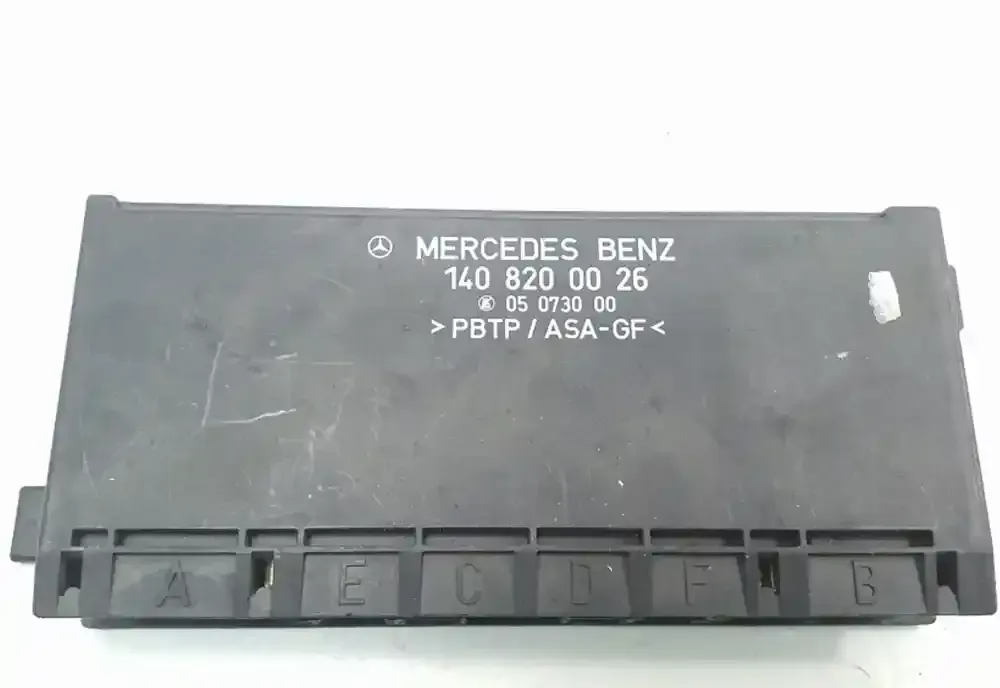 MERCEDES BENZ
140 820 00 26
05 0730 00
>PBTP/ASA-GF<
A E C D F B